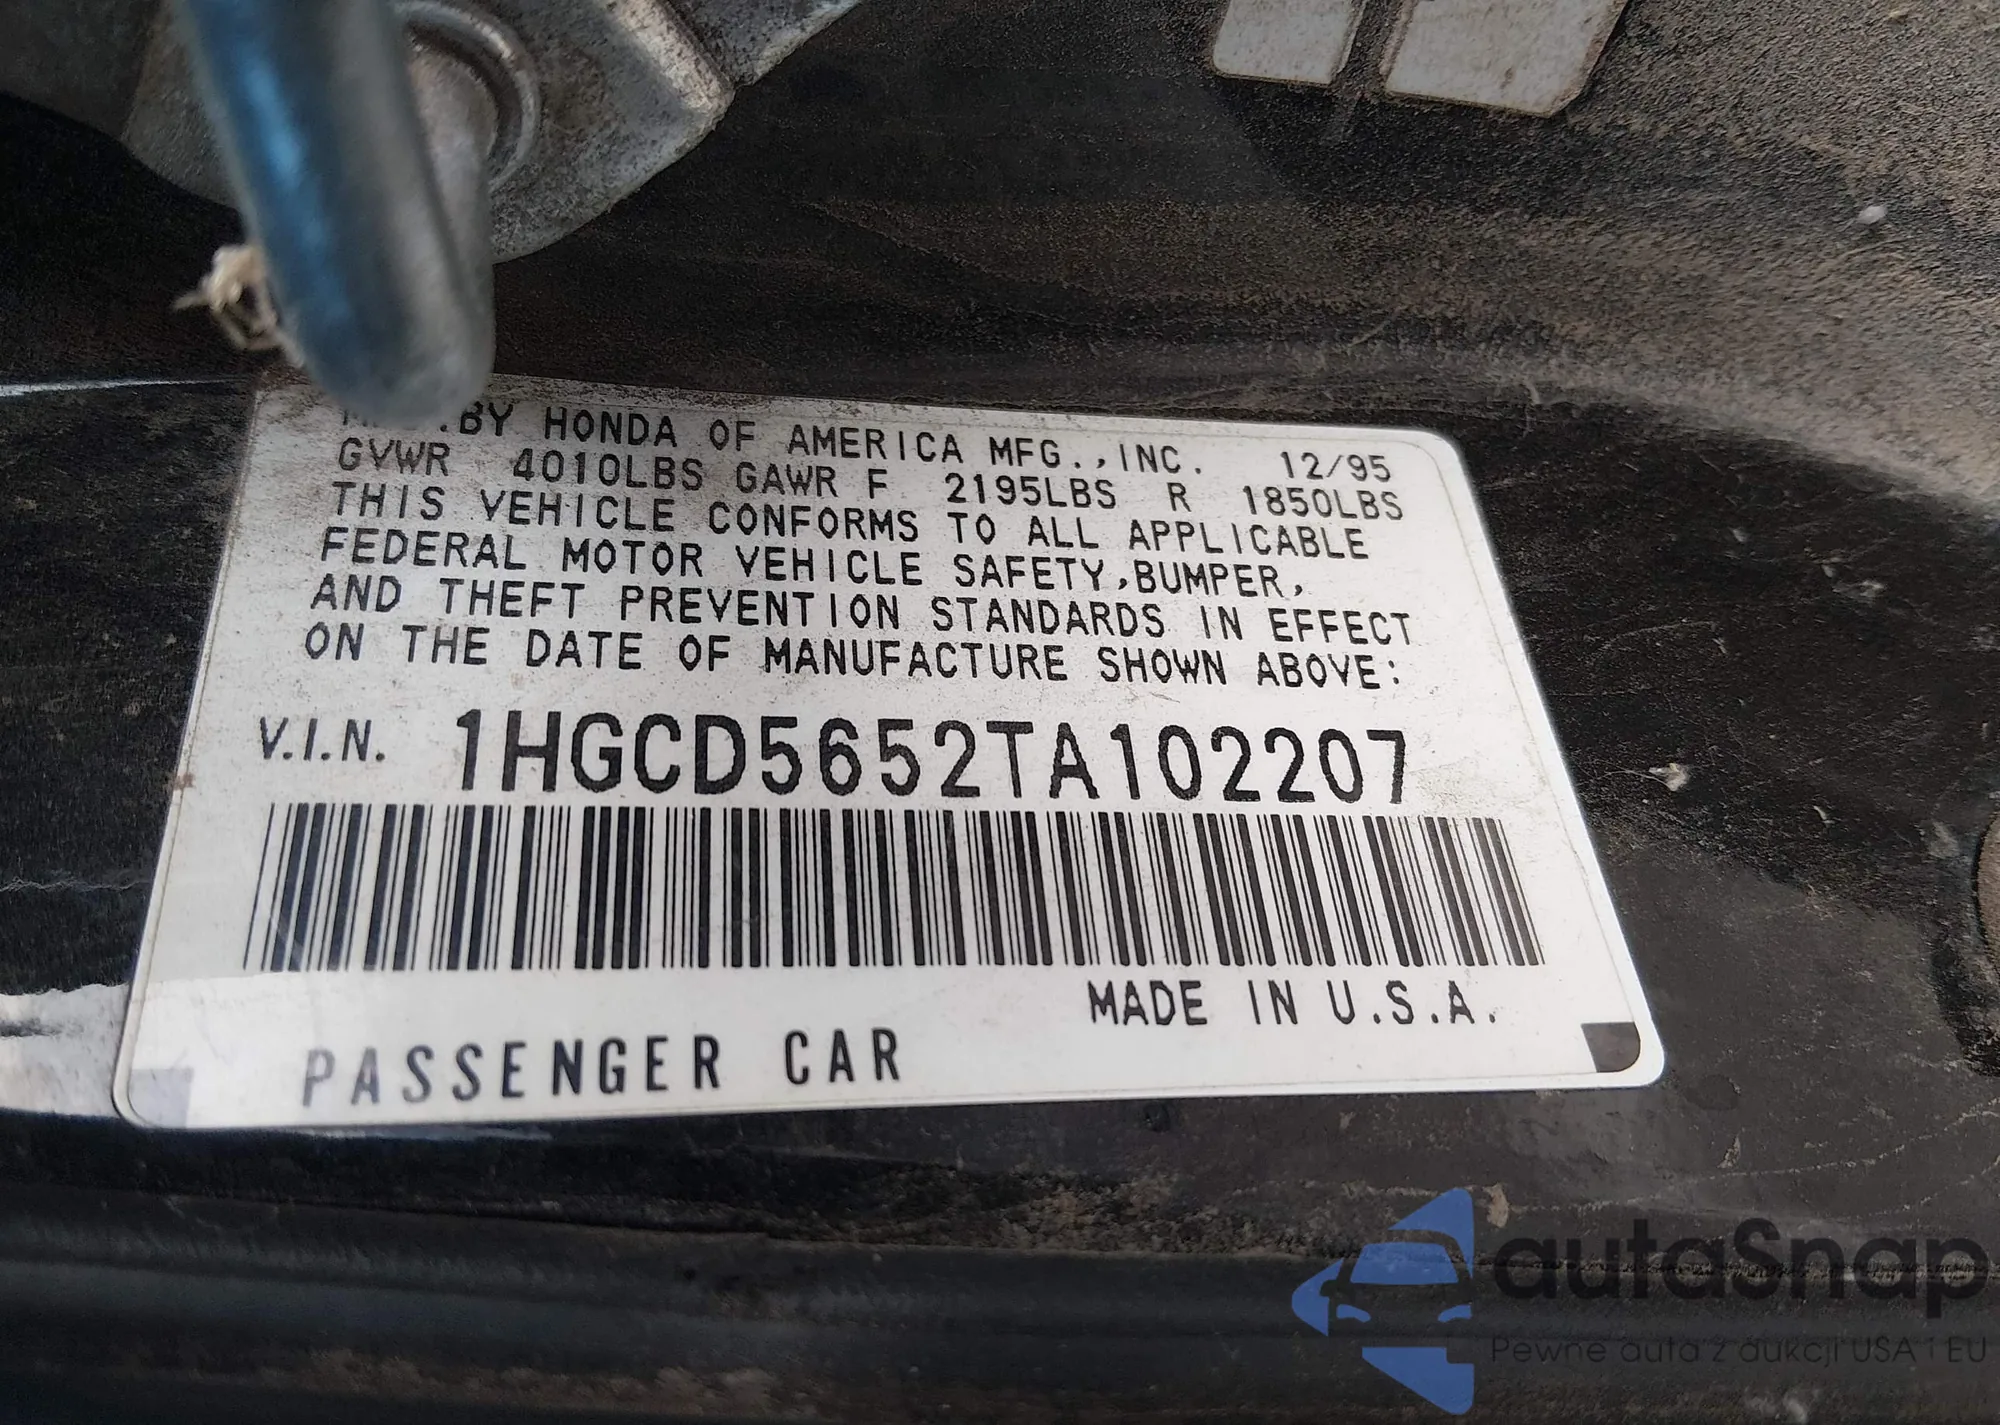 BY HONDA OF AMERICA MFG.,INC. 12/95
GVWR 4010LBS GAWR F 2195LBS R 1850LBS
THIS VEHICLE CONFORMS TO ALL APPLICABLE
FEDERAL MOTOR VEHICLE SAFETY,BUMPER,
AND THEFT PREVENTION STANDARDS IN EFFECT
ON THE DATE OF MANUFACTURE SHOWN ABOVE:
V.I.N. 1HGCD5652TA102207
MADE IN U.S.A.
PASSENGER CAR
autaSnap
Pewne auta z aukcji USA i EU